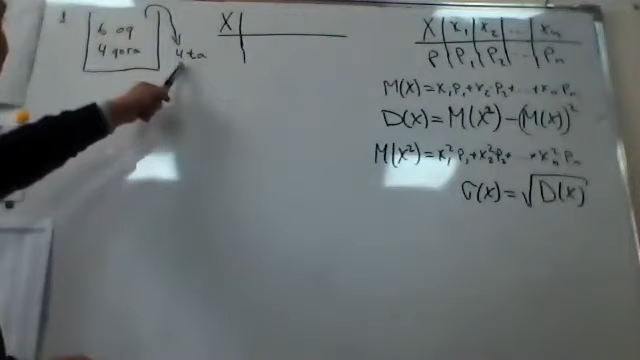 1
6 oq
4 qora
4 ta
X
X | x₁ | x₂ | ... | xₙ
P | P₁ | P₂ | ... | Pₙ
M(X)=x₁p₁+x₂p₂+...+xₙpₙ
D(X)=M(X²)-(M(X))²
M(X²)=x₁²p₁+x₂²p₂+...+xₙ²pₙ
σ(X)=√D(X)